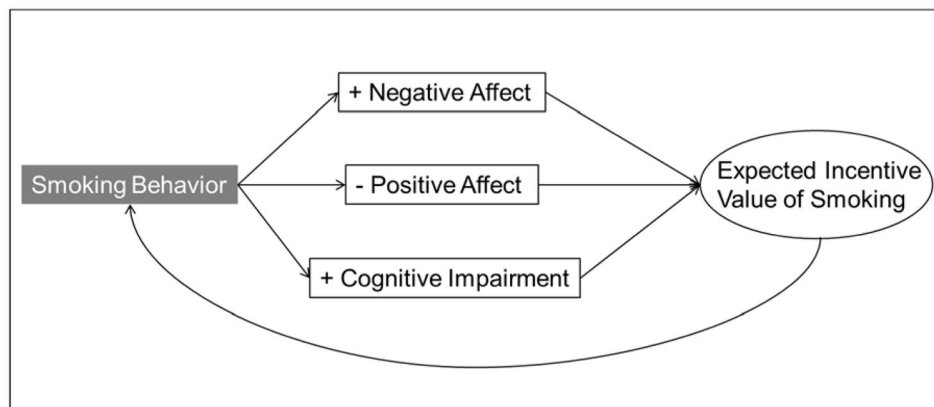 + Negative Affect
Smoking Behavior
- Positive Affect
Expected Incentive
Value of Smoking
+ Cognitive Impairment